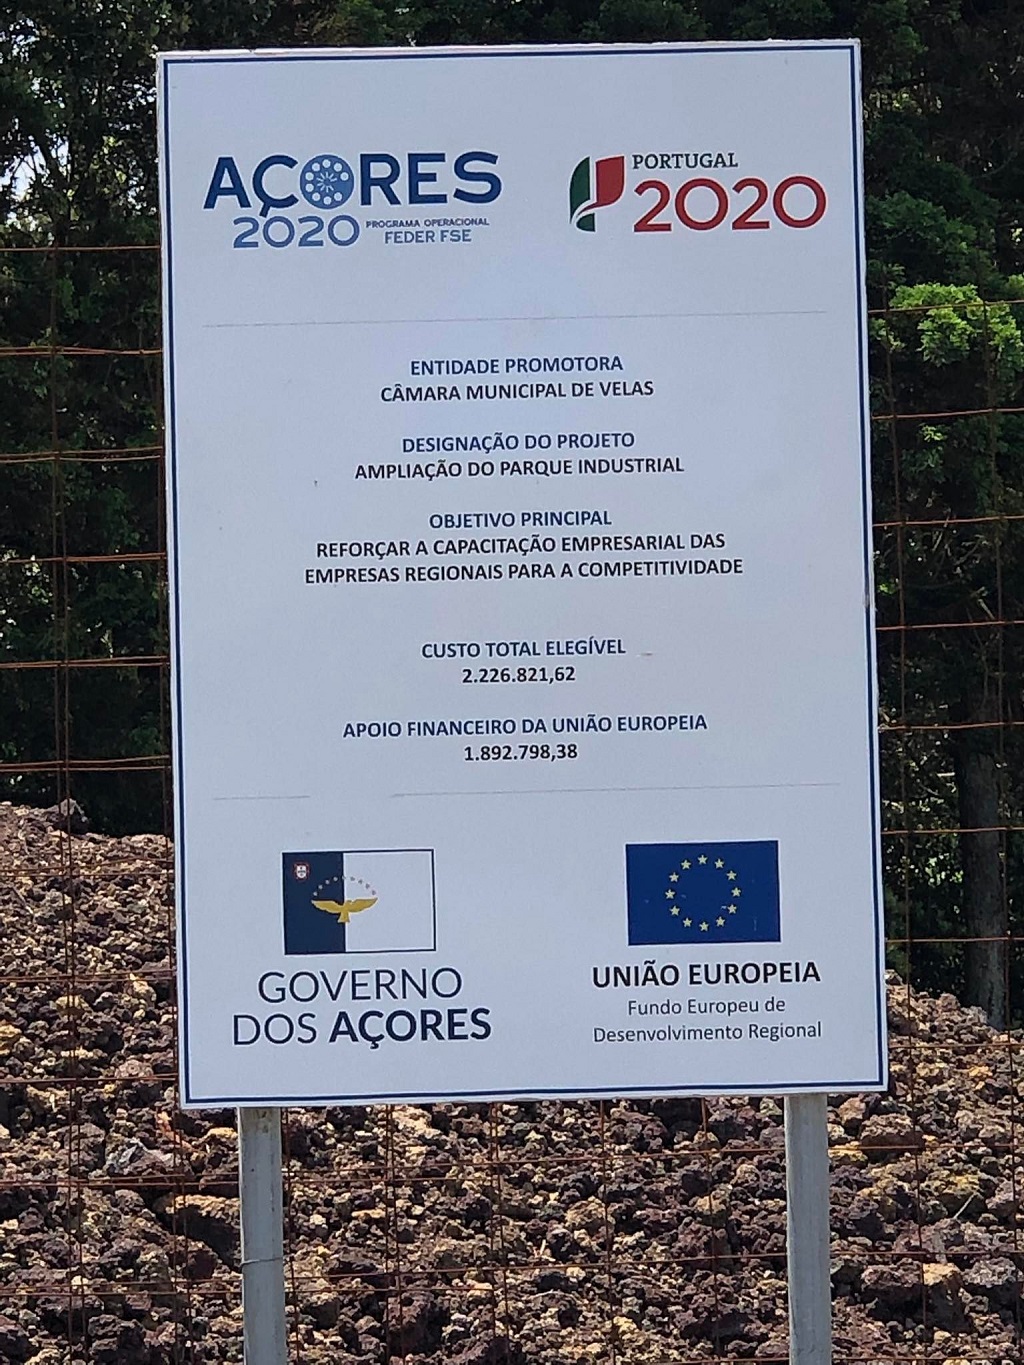 AÇORES
2020 PROGRAMA OPERACIONAL
FEDER FSE
PORTUGAL
2020
ENTIDADE PROMOTORA
CÂMARA MUNICIPAL DE VELAS
DESIGNAÇÃO DO PROJETO
AMPLIAÇÃO DO PARQUE INDUSTRIAL
OBJETIVO PRINCIPAL
REFORÇAR A CAPACITAÇÃO EMPRESARIAL DAS
EMPRESAS REGIONAIS PARA A COMPETITIVIDADE
CUSTO TOTAL ELEGÍVEL
2.226.821,62
APOIO FINANCEIRO DA UNIÃO EUROPEIA
1.892.798,38
GOVERNO
DOS AÇORES
UNIÃO EUROPEIA
Fundo Europeu de
Desenvolvimento Regional